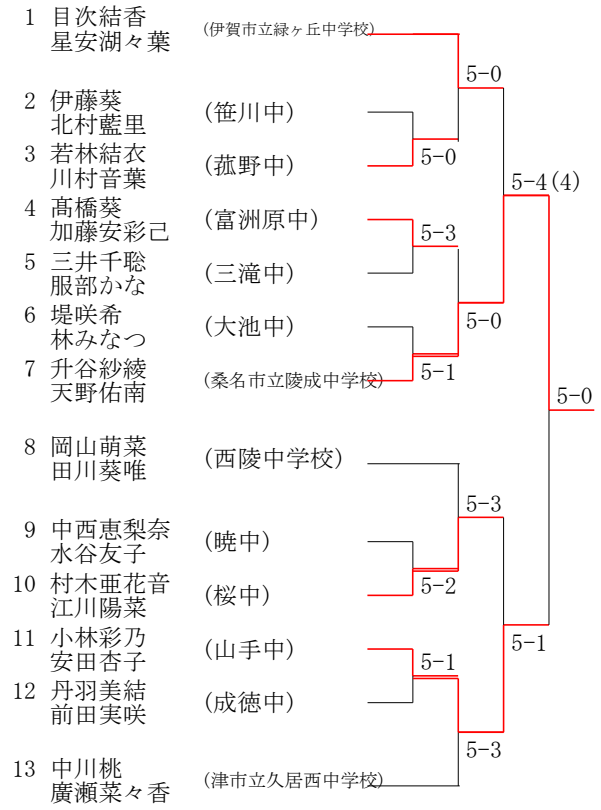 1 目次結香
星安湖々葉
(伊賀市立緑ヶ丘中学校)
5-0
2 伊藤葵
北村藍里
(笹川中)
3 若林結衣
川村音葉
(菰野中)
5-0
5-4(4)
4 髙橋葵
加藤安彩己
(富洲原中)
5-3
5 三井千聡
服部かな
(三滝中)
6 堤咲希
林みなつ
(大池中)
5-0
7 升谷紗綾
天野佑南
(桑名市立陵成中学校)
5-1
5-0
8 岡山萌菜
田川葵唯
(西陵中学校)
5-3
9 中西恵梨奈
水谷友子
(暁中)
10 村木亜花音
江川陽菜
(桜中)
5-2
11 小林彩乃
安田杏子
(山手中)
5-1
5-1
12 丹羽美結
前田実咲
(成徳中)
5-3
13 中川桃
廣瀬菜々香
(津市立久居西中学校)